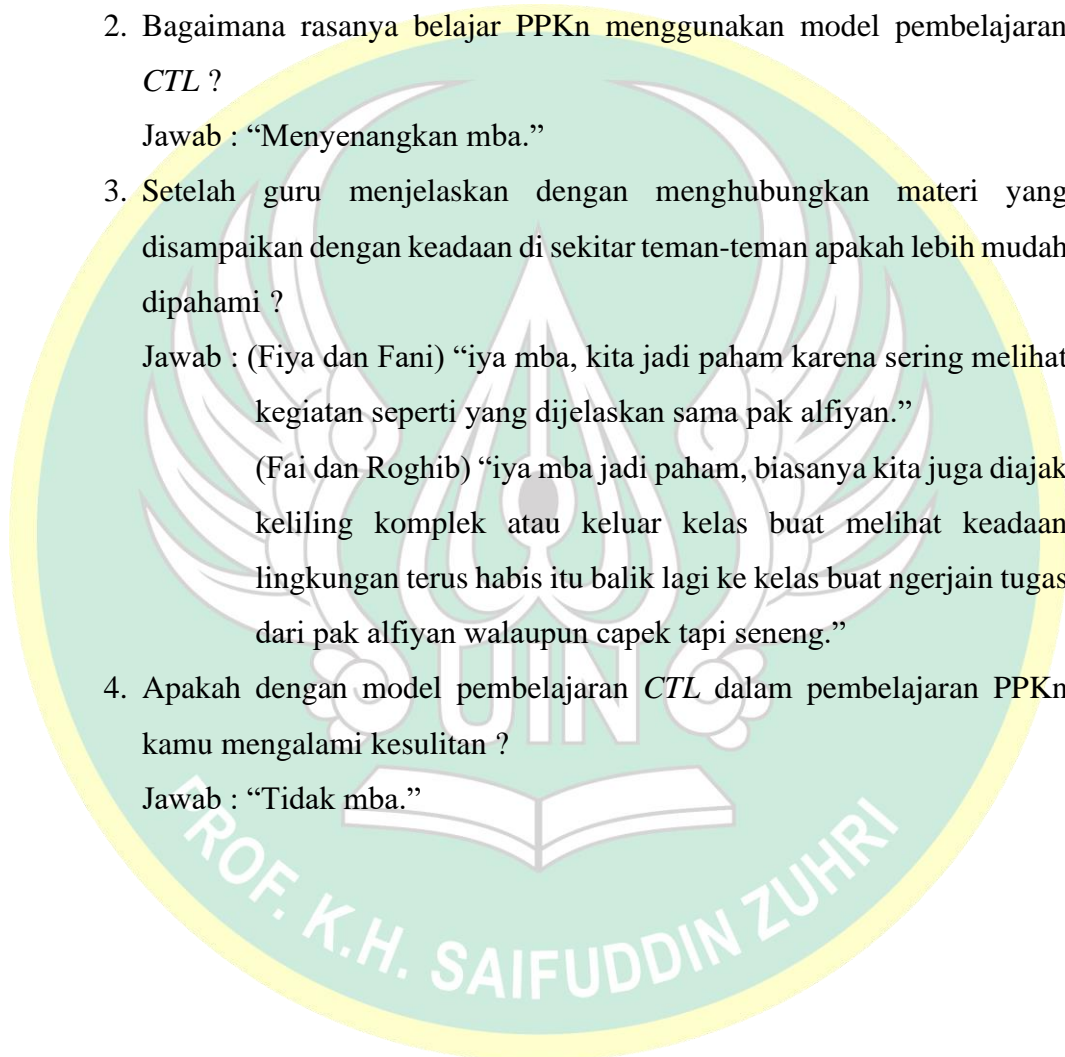 2. Bagaimana rasanya belajar PPKn menggunakan model pembelajaran
CTL ?
Jawab : “Menyenangkan mba.”
3. Setelah guru menjelaskan dengan menghubungkan materi yang
disampaikan dengan keadaan di sekitar teman-teman apakah lebih mudah
dipahami ?
Jawab : (Fiya dan Fani) “iya mba, kita jadi paham karena sering melihat
kegiatan seperti yang dijelaskan sama pak alfiyan.”
(Fai dan Roghib) “iya mba jadi paham, biasanya kita juga diajak
keliling komplek atau keluar kelas buat melihat keadaan
lingkungan terus habis itu balik lagi ke kelas buat ngerjain tugas
dari pak alfiyan walaupun capek tapi seneng.”
4. Apakah dengan model pembelajaran CTL dalam pembelajaran PPKn
kamu mengalami kesulitan ?
Jawab : “Tidak mba.”
UIN
PROF. K.H. SAIFUDDIN ZUHRI